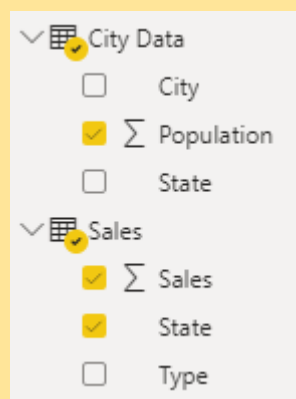 City Data
City
∑ Population
State
Sales
∑ Sales
State
Type